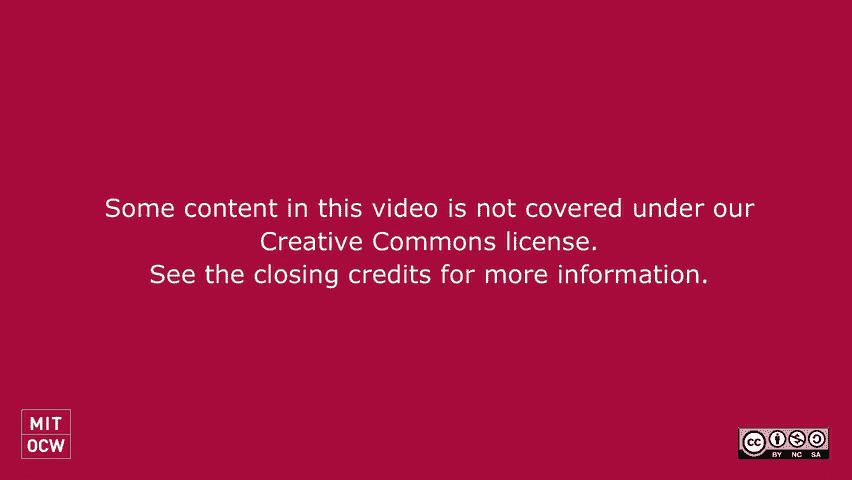 Some content in this video is not covered under our
Creative Commons license.
See the closing credits for more information.
MIT
OCW
cc
BY NC SA